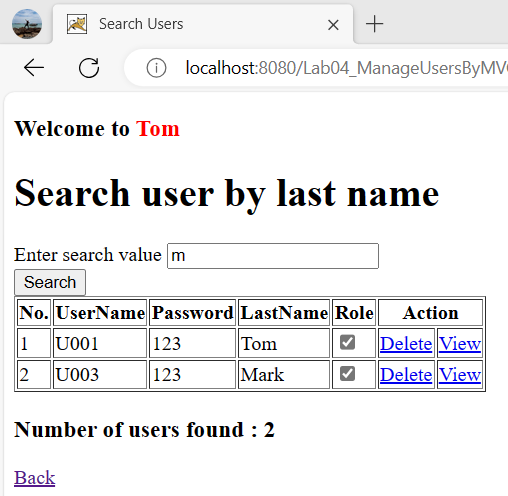 Search Users
localhost:8080/Lab04_ManageUsersByMV
Welcome to Tom
Search user by last name
Enter search value m
Search
No. UserName Password LastName Role Action
1 U001 123 Tom Delete View
2 U003 123 Mark Delete View
Number of users found : 2
Back